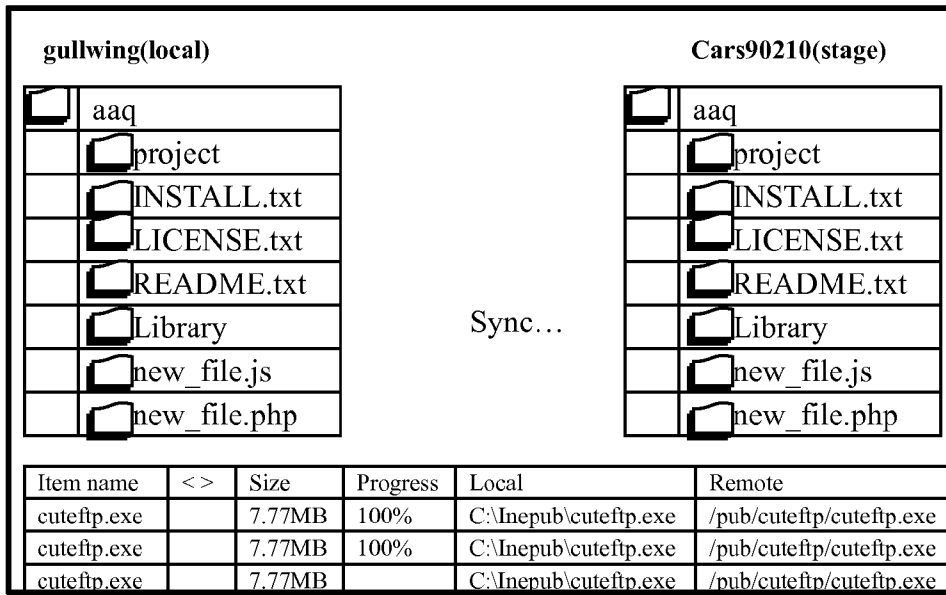 gullwing(local)
aaq
project
INSTALL.txt
LICENSE.txt
README.txt
Library
new_file.js
new_file.php
Sync…
Cars90210(stage)
aaq
project
INSTALL.txt
LICENSE.txt
README.txt
Library
new_file.js
new_file.php
Item name < > Size Progress Local Remote
cuteftp.exe 7.77MB 100% C:\Inepub\cuteftp.exe /pub/cuteftp/cuteftp.exe
cuteftp.exe 7.77MB 100% C:\Inepub\cuteftp.exe /pub/cuteftp/cuteftp.exe
cuteftp.exe 7.77MB C:\Inepub\cuteftp.exe /pub/cuteftp/cuteftp.exe